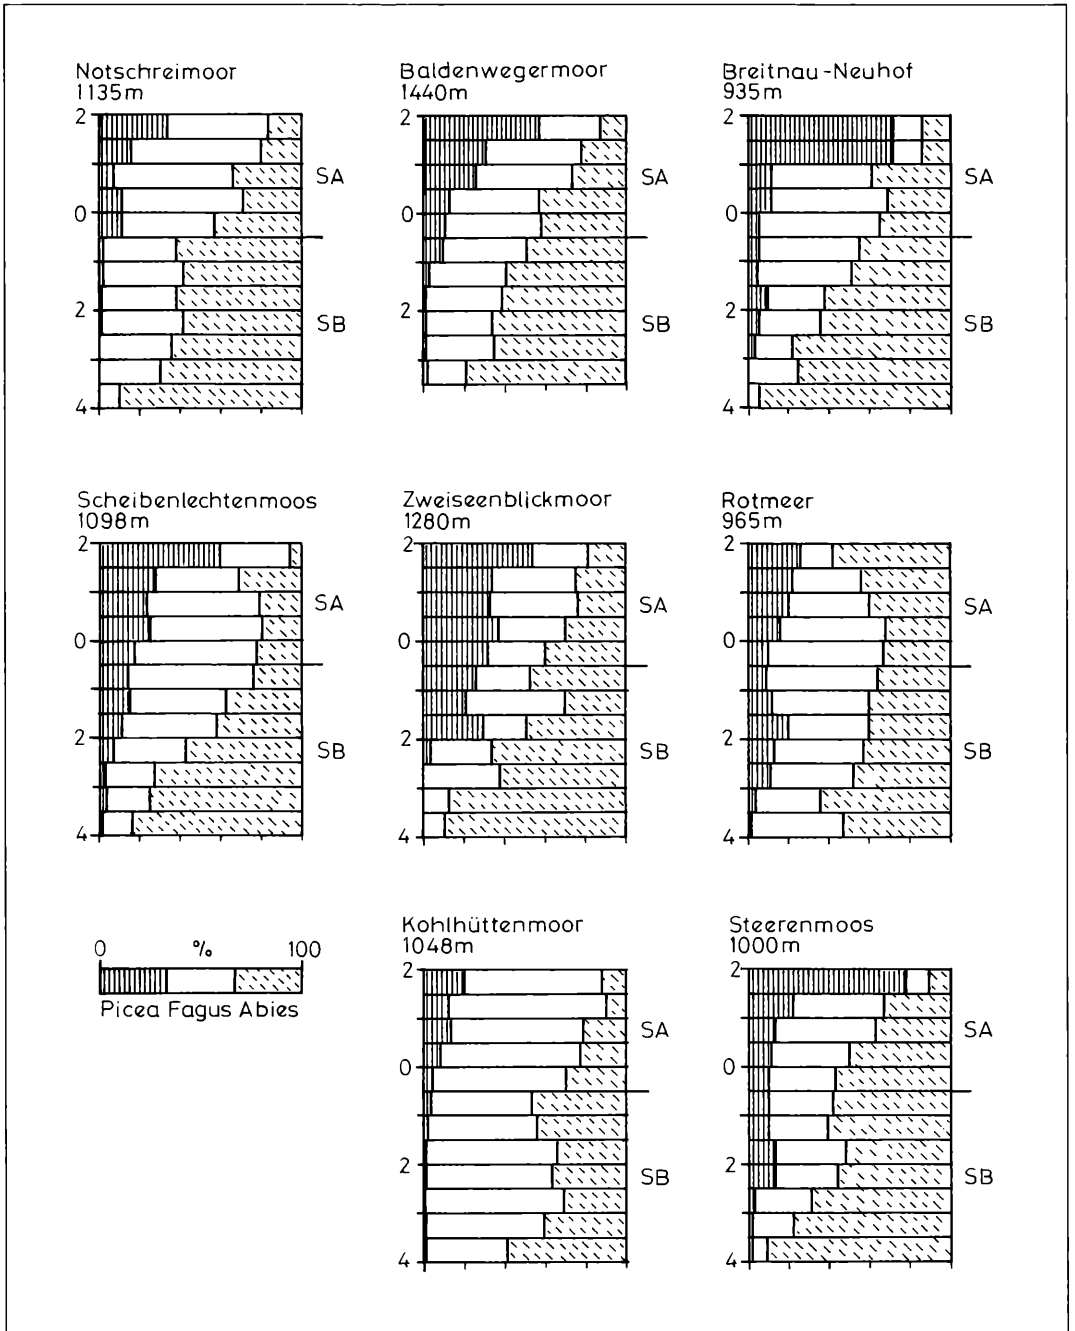 Notschreimoor
1135m
2
0
2
4
SA
SB
Baldenwegermoor
1440m
2
0
2
4
SA
SB
Breitnau-Neuhof
935m
2
0
2
4
SA
SB
Scheibenlechtenmoos
1098m
2
0
2
4
SA
SB
Zweiseenblickmoor
1280m
2
0
2
4
SA
SB
Rotmeer
965m
2
0
2
4
SA
SB
0 % 100
Picea Fagus Abies
Kohlhüttenmoor
1048m
2
0
2
4
SA
SB
Steerenmoos
1000m
2
0
2
4
SA
SB